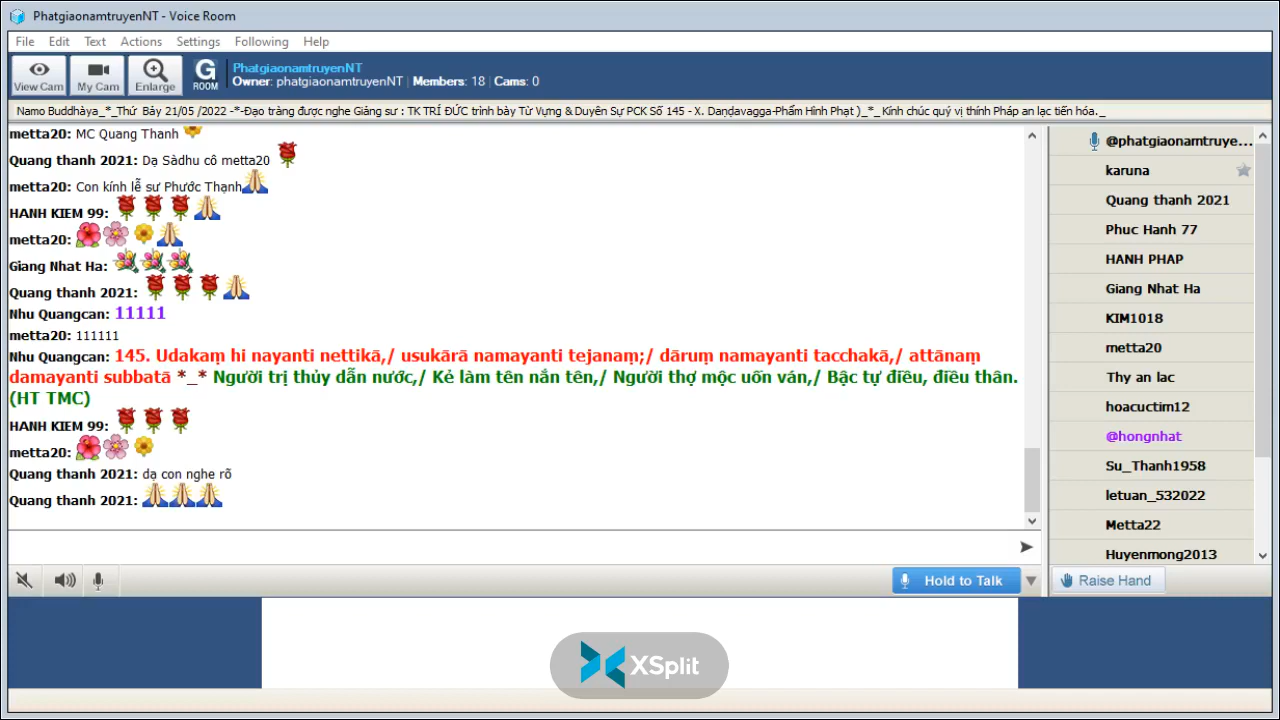 PhatgiaonamtruyenNT - Voice Room
File Edit Text Actions Settings Following Help
View Cam
My Cam
Enlarge
G
ROOM
PhatgiaonamtruyenNT
Owner: phatgiaonamtruyenNT | Members: 18 | Cams: 0
Namo Buddhàya_*_Thứ Bảy 21/05 /2022 -*-Đạo tràng được nghe Giảng sư : TK TRÍ ĐỨC trình bày Từ Vựng & Duyên Sự PCK Số 145 - X. Daṇḍavagga-Phẩm Hình Phạt )_*_ Kính chúc quý vị thính Pháp an lạc tiến hóa._
metta20: MC Quang Thanh
Quang thanh 2021: Dạ Sàdhu cô metta20
metta20: Con kính lễ sư Phước Thạnh
HANH KIEM 99:
metta20:
Giang Nhat Ha:
Quang thanh 2021:
Nhu Quangcan: 11111
metta20: 111111
Nhu Quangcan: 145. Udakaṃ hi nayanti nettikā,/ usukārā namayanti tejanaṃ;/ dāruṃ namayanti tacchakā,/ attānaṃ
damayanti subbatā *_* Người trị thủy dẫn nước,/ Kẻ làm tên nắn tên,/ Người thợ mộc uốn ván,/ Bậc tự điều, điều thân.
(HT TMC)
HANH KIEM 99:
metta20:
Quang thanh 2021: dạ con nghe rõ
Quang thanh 2021:
@phatgiaonamtruye...
karuna
Quang thanh 2021
Phuc Hanh 77
HANH PHAP
Giang Nhat Ha
KIM1018
metta20
Thy an lac
hoacuctim12
@hongnhat
Su_Thanh1958
letuan_532022
Metta22
Huyenmong2013
Hold to Talk
Raise Hand
XSplit